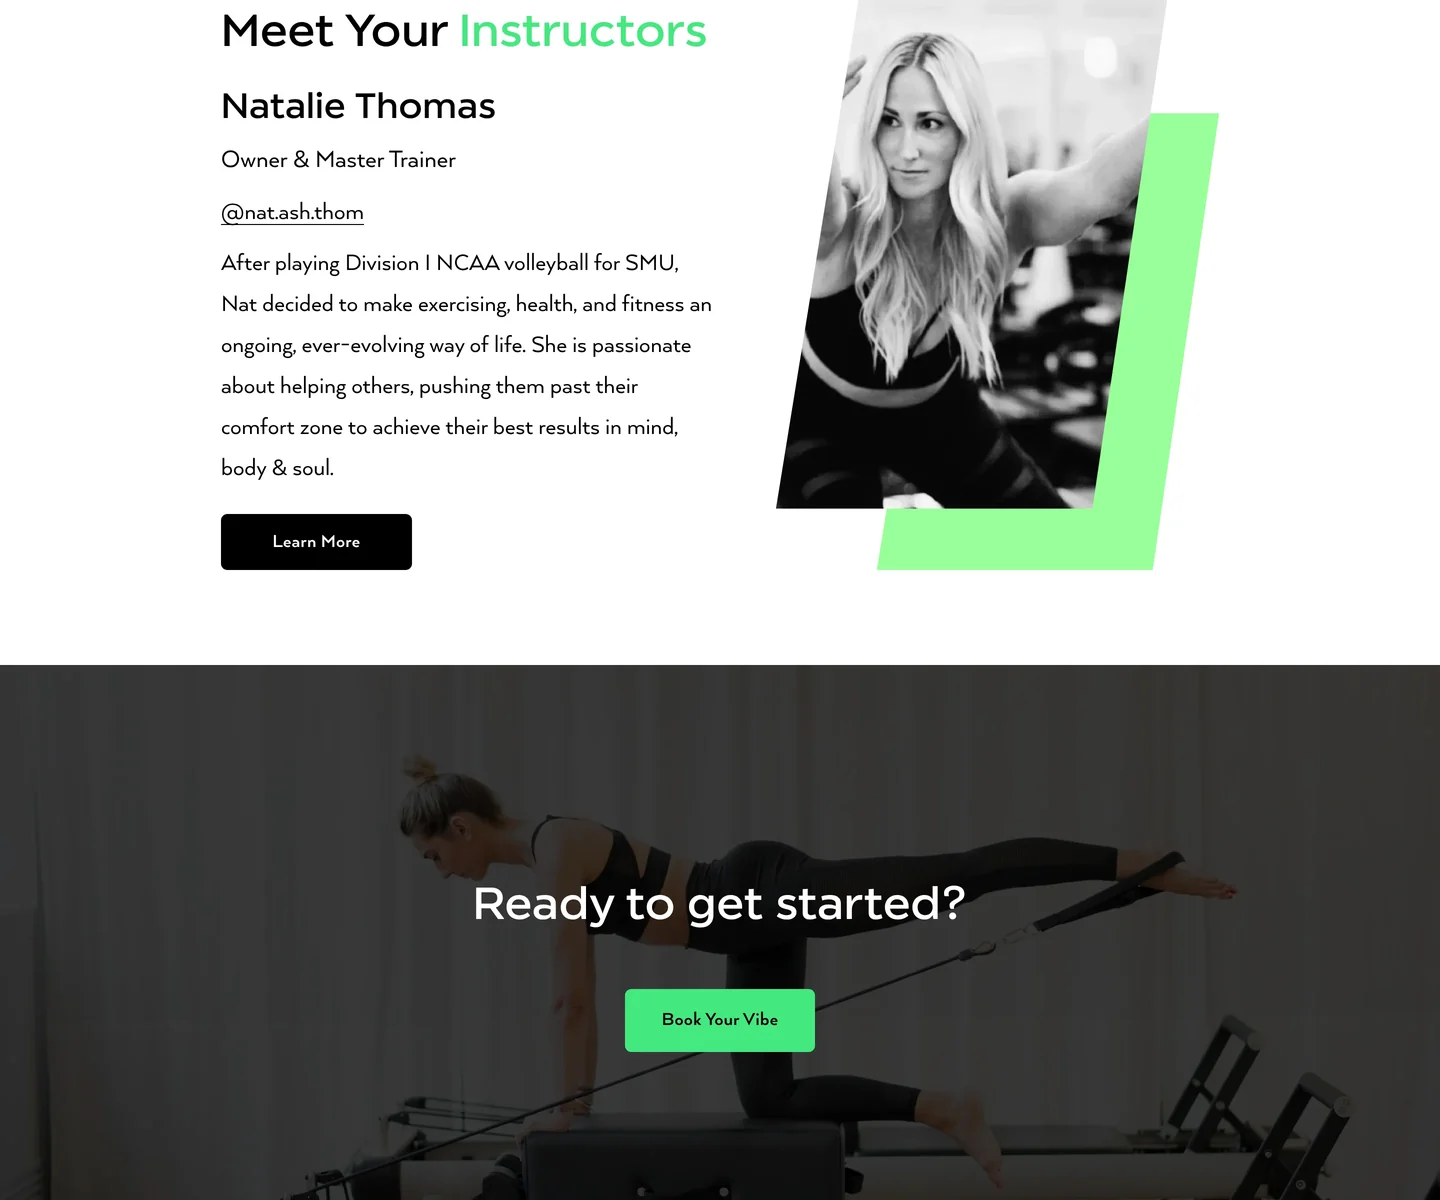 Meet Your Instructors
Natalie Thomas
Owner & Master Trainer
@nat.ash.thom
After playing Division I NCAA volleyball for SMU,
Nat decided to make exercising, health, and fitness an
ongoing, ever-evolving way of life. She is passionate
about helping others, pushing them past their
comfort zone to achieve their best results in mind,
body & soul.
Learn More
Ready to get started?
Book Your Vibe